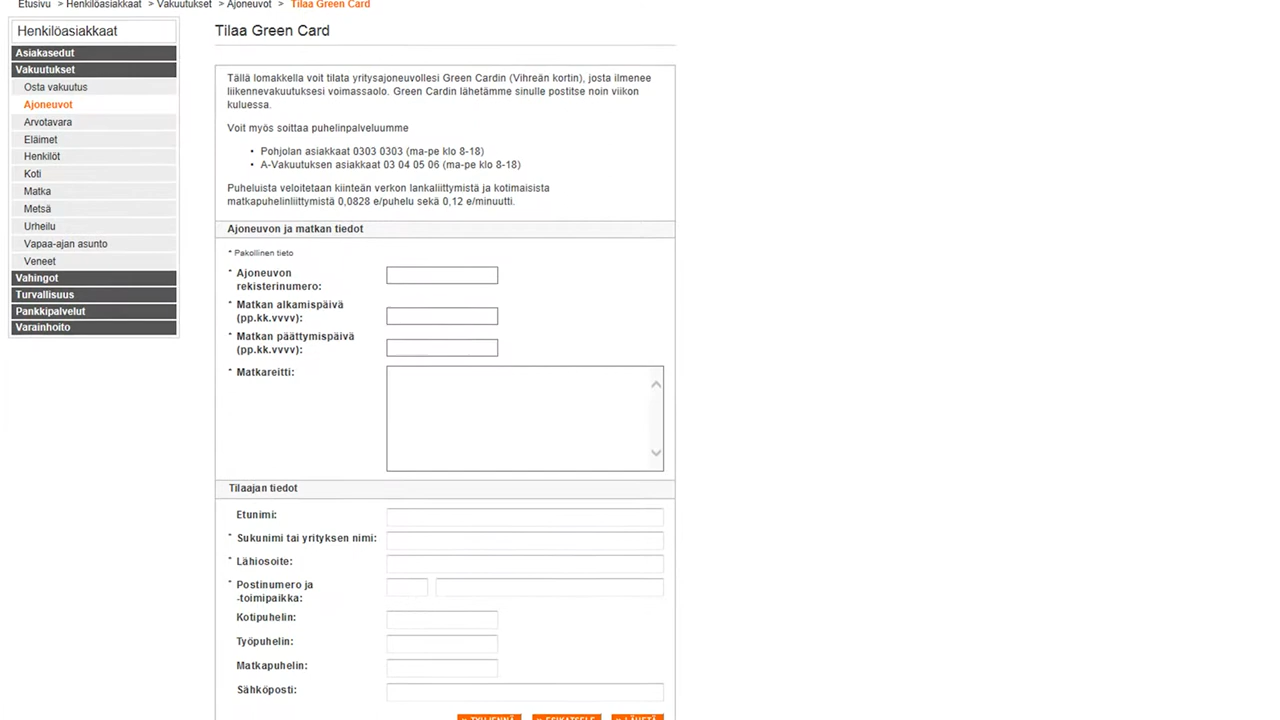 Etusivu > Henkilöasiakkaat > Vakuutukset > Ajoneuvot > Tilaa Green Card
Henkilöasiakkaat
Asiakasedut
Vakuutukset
Osta vakuutus
Ajoneuvot
Arvotavara
Eläimet
Henkilöt
Koti
Matka
Metsä
Urheilu
Vapaa-ajan asunto
Veneet
Vahingot
Turvallisuus
Pankkipalvelut
Varainhoito
Tilaa Green Card
Tällä lomakkella voit tilata yritysajoneuvollesi Green Cardin (Vihreän kortin), josta ilmenee
liikennevakuutuksesi voimassaolo. Green Cardin lähetämme sinulle postitse noin viikon
kuluessa.
Voit myös soittaa puhelinpalveluumme
• Pohjolan asiakkaat 0303 0303 (ma-pe klo 8-18)
• A-Vakuutuksen asiakkaat 03 04 05 06 (ma-pe klo 8-18)
Puheluista veloitetaan kiinteän verkon lankaliittymistä ja kotimaisista
matkapuhelinliittymistä 0,0828 e/puhelu sekä 0,12 e/minuutti.
Ajoneuvon ja matkan tiedot
* Pakollinen tieto
* Ajoneuvon
rekisterinumero:
* Matkan alkamispäivä
(pp.kk.vvvv):
* Matkan päättymispäivä
(pp.kk.vvvv):
* Matkareitti:
Tilaajan tiedot
Etunimi:
* Sukunimi tai yrityksen nimi:
* Lähiosoite:
* Postinumero ja
-toimipaikka:
Kotipuhelin:
Työpuhelin:
Matkapuhelin:
Sähköposti:
» TYHJENNÄ » ESIKATSELE » LÄHETÄ